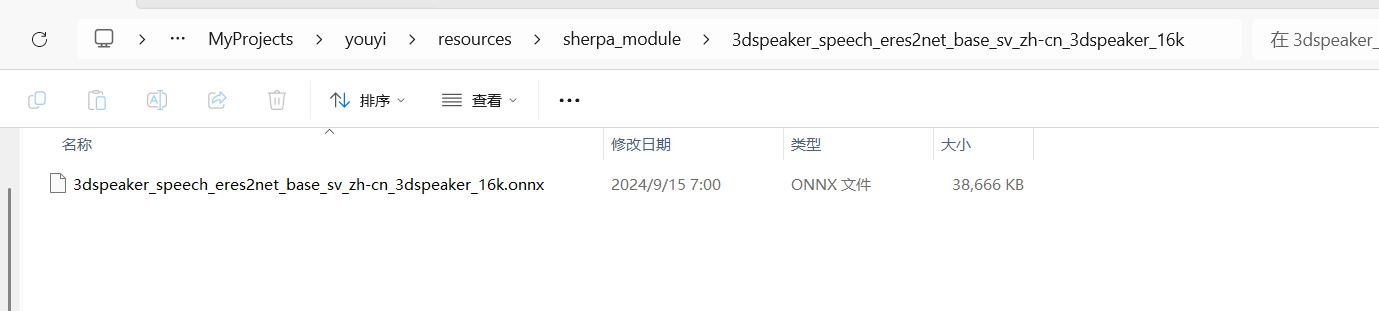 MyProjects > youyi > resources > sherpa_module > 3dspeaker_speech_eres2net_base_sv_zh-cn_3dspeaker_16k 在 3dspeaker_
排序 查看
名称 修改日期 类型 大小
3dspeaker_speech_eres2net_base_sv_zh-cn_3dspeaker_16k.onnx 2024/9/15 7:00 ONNX 文件 38,666 KB